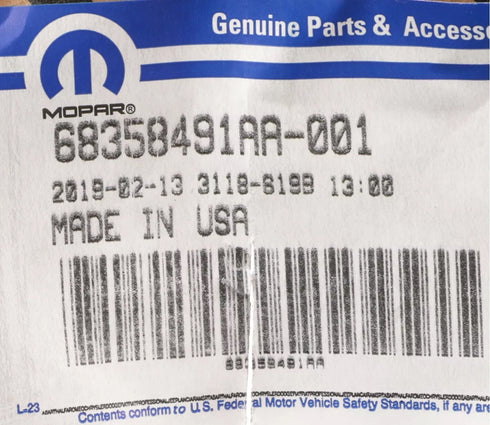 Genuine Parts & Accesso
MOPAR®
68358491AA-001
2019-02-13 3118-6199 13:00
MADE IN USA
68358491AA
L-23
Contents conform to U.S. Federal Motor Vehicle Safety Standards, if any are